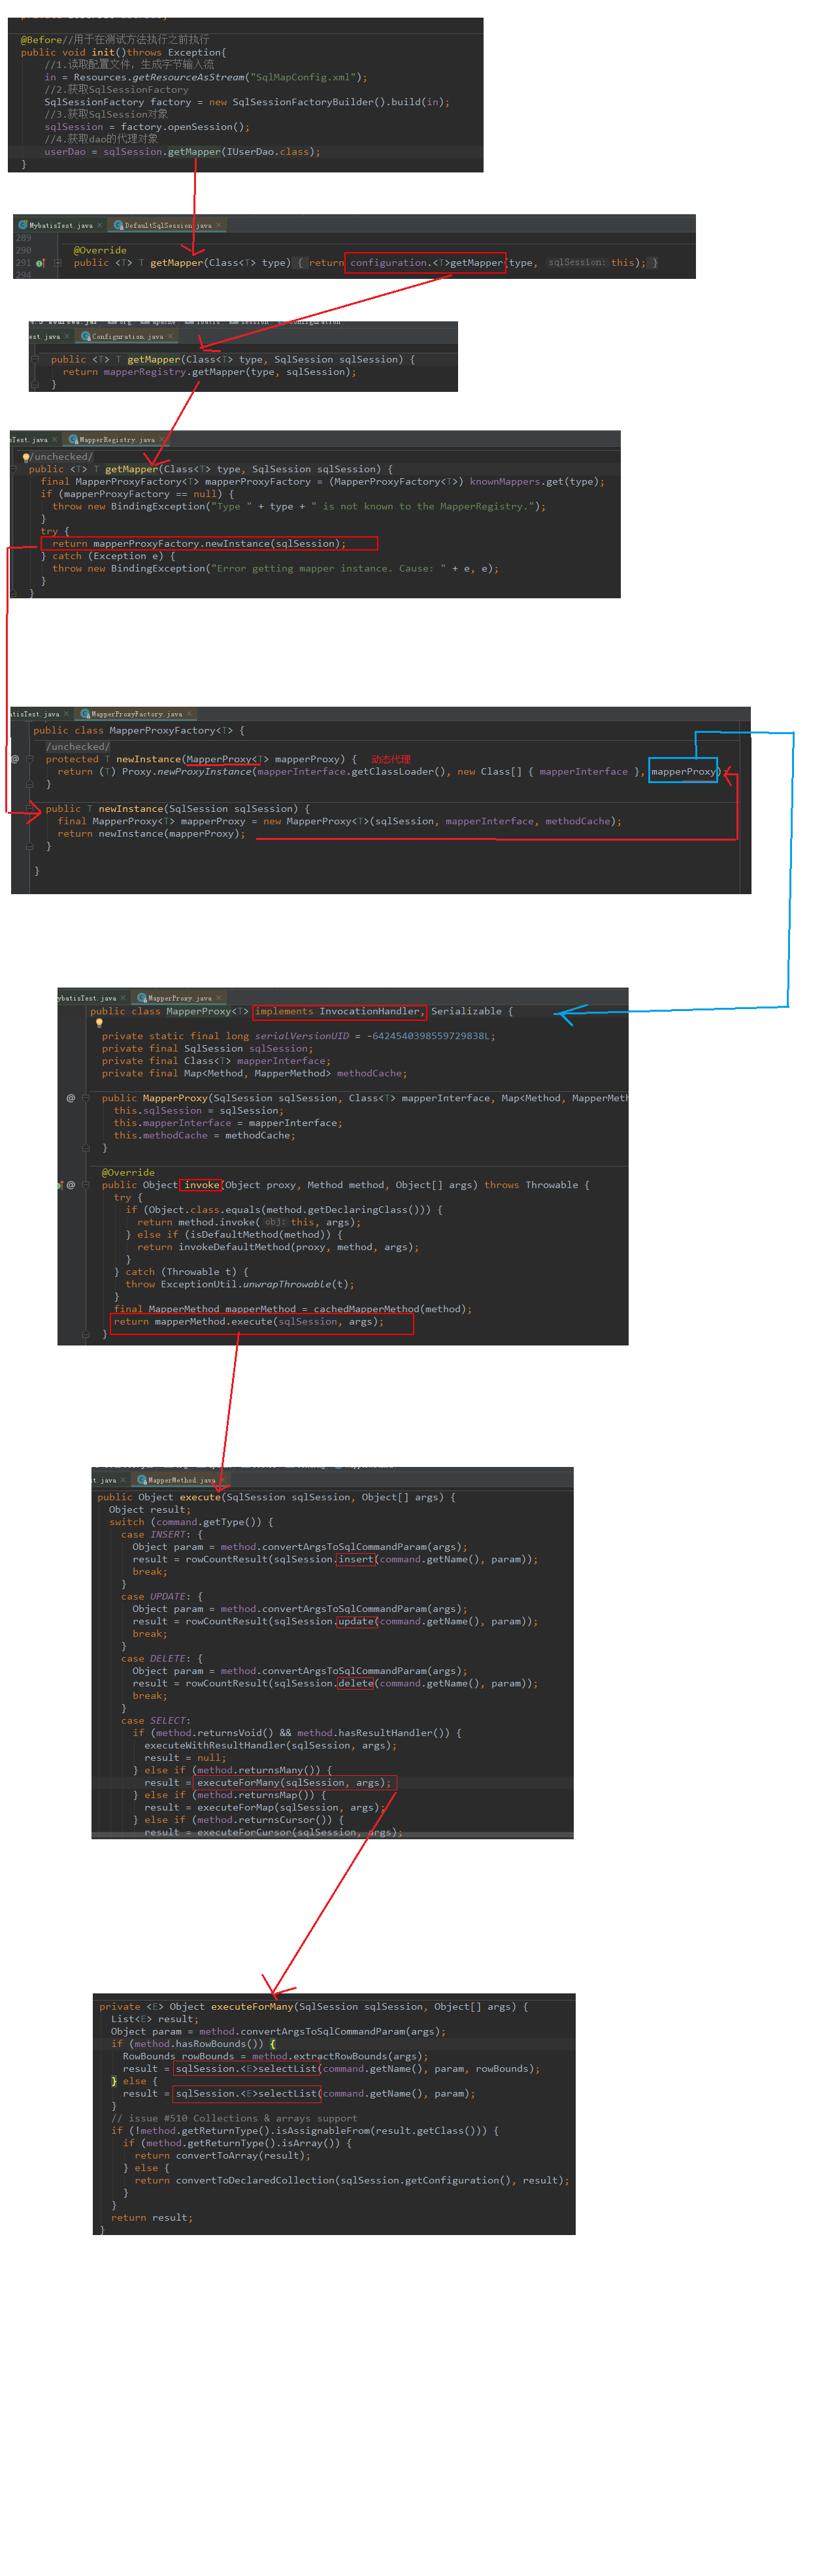 @Before//用于在测试方法执行之前执行
public void init()throws Exception{
//1.读取配置文件，生成字节输入流
in = Resources.getResourceAsStream("SqlMapConfig.xml");
//2.获取SqlSessionFactory
SqlSessionFactory factory = new SqlSessionFactoryBuilder().build(in);
//3.获取SqlSession对象
sqlSession = factory.openSession();
//4.获取dao的代理对象
userDao = sqlSession.getMapper(IUserDao.class);
}
MybatisTest.java × DefaultSqlSession.java ×
289
290 @Override
291 public <T> T getMapper(Class<T> type) { return configuration.<T>getMapper(type, sqlSession: this); }
294
est.java × Configuration.java ×
public <T> T getMapper(Class<T> type, SqlSession sqlSession) {
return mapperRegistry.getMapper(type, sqlSession);
}
sTest.java × MapperRegistry.java ×
/unchecked/
public <T> T getMapper(Class<T> type, SqlSession sqlSession) {
final MapperProxyFactory<T> mapperProxyFactory = (MapperProxyFactory<T>) knownMappers.get(type);
if (mapperProxyFactory == null) {
throw new BindingException("Type " + type + " is not known to the MapperRegistry.");
}
try {
return mapperProxyFactory.newInstance(sqlSession);
} catch (Exception e) {
throw new BindingException("Error getting mapper instance. Cause: " + e, e);
}
}
atisTest.java × MapperProxyFactory.java ×
public class MapperProxyFactory<T> {
/unchecked/
@ protected T newInstance(MapperProxy<T> mapperProxy) { 动态代理
return (T) Proxy.newProxyInstance(mapperInterface.getClassLoader(), new Class[] { mapperInterface }, mapperProxy);
}
public T newInstance(SqlSession sqlSession) {
final MapperProxy<T> mapperProxy = new MapperProxy<T>(sqlSession, mapperInterface, methodCache);
return newInstance(mapperProxy);
}
}
ybatisTest.java × MapperProxy.java ×
public class MapperProxy<T> implements InvocationHandler, Serializable {
private static final long serialVersionUID = -6424540398559729838L;
private final SqlSession sqlSession;
private final Class<T> mapperInterface;
private final Map<Method, MapperMethod> methodCache;
@ public MapperProxy(SqlSession sqlSession, Class<T> mapperInterface, Map<Method, MapperMeth
this.sqlSession = sqlSession;
this.mapperInterface = mapperInterface;
this.methodCache = methodCache;
}
@Override
@ public Object invoke(Object proxy, Method method, Object[] args) throws Throwable {
try {
if (Object.class.equals(method.getDeclaringClass())) {
return method.invoke( obj: this, args);
} else if (isDefaultMethod(method)) {
return invokeDefaultMethod(proxy, method, args);
}
} catch (Throwable t) {
throw ExceptionUtil.unwrapThrowable(t);
}
final MapperMethod mapperMethod = cachedMapperMethod(method);
return mapperMethod.execute(sqlSession, args);
}
st.java × MapperMethod.java
public Object execute(SqlSession sqlSession, Object[] args) {
Object result;
switch (command.getType()) {
case INSERT: {
Object param = method.convertArgsToSqlCommandParam(args);
result = rowCountResult(sqlSession.insert(command.getName(), param));
break;
}
case UPDATE: {
Object param = method.convertArgsToSqlCommandParam(args);
result = rowCountResult(sqlSession.update(command.getName(), param));
break;
}
case DELETE: {
Object param = method.convertArgsToSqlCommandParam(args);
result = rowCountResult(sqlSession.delete(command.getName(), param));
break;
}
case SELECT:
if (method.returnsVoid() && method.hasResultHandler()) {
executeWithResultHandler(sqlSession, args);
result = null;
} else if (method.returnsMany()) {
result = executeForMany(sqlSession, args);
} else if (method.returnsMap()) {
result = executeForMap(sqlSession, args);
} else if (method.returnsCursor()) {
result = executeForCursor(sqlSession, args);
private <E> Object executeForMany(SqlSession sqlSession, Object[] args) {
List<E> result;
Object param = method.convertArgsToSqlCommandParam(args);
if (method.hasRowBounds()) {
RowBounds rowBounds = method.extractRowBounds(args);
result = sqlSession.<E>selectList(command.getName(), param, rowBounds);
} else {
result = sqlSession.<E>selectList(command.getName(), param);
}
// issue #510 Collections & arrays support
if (!method.getReturnType().isAssignableFrom(result.getClass())) {
if (method.getReturnType().isArray()) {
return convertToArray(result);
} else {
return convertToDeclaredCollection(sqlSession.getConfiguration(), result);
}
}
return result;
}